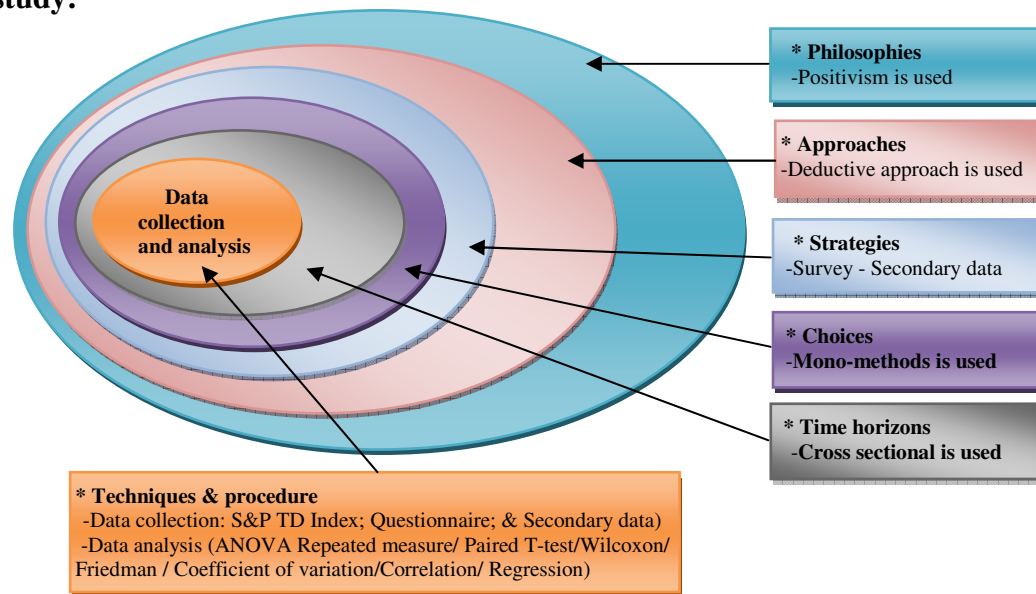 study:
* Philosophies
-Positivism is used
* Approaches
-Deductive approach is used
* Strategies
-Survey - Secondary data
* Choices
-Mono-methods is used
* Time horizons
-Cross sectional is used
Data
collection
and analysis
* Techniques & procedure
-Data collection: S&P TD Index; Questionnaire; & Secondary data)
-Data analysis (ANOVA Repeated measure/ Paired T-test/Wilcoxon/
Friedman / Coefficient of variation/Correlation/ Regression)